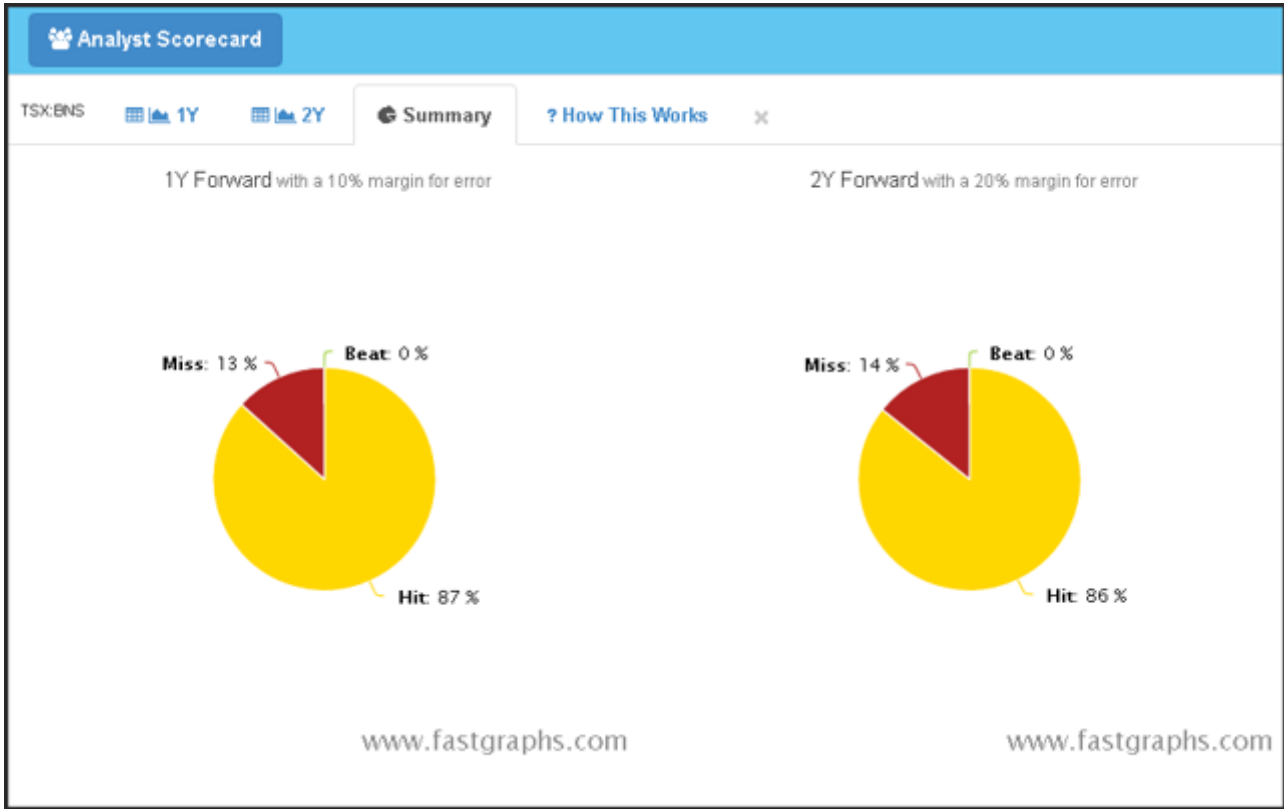 Analyst Scorecard
TSX:BNS 1Y 2Y Summary ? How This Works ×
1Y Forward with a 10% margin for error
Miss: 13 % Beat: 0 %
Hit: 87 %
www.fastgraphs.com
2Y Forward with a 20% margin for error
Miss: 14 % Beat: 0 %
Hit: 86 %
www.fastgraphs.com